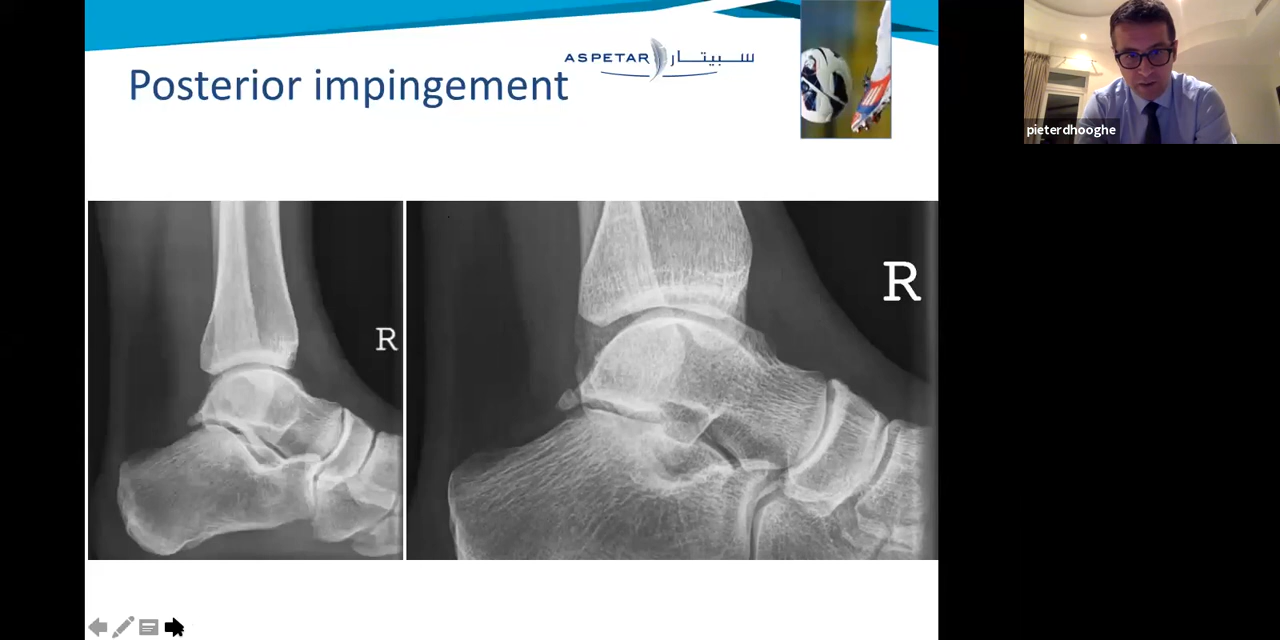 Posterior impingement
ASPETAR سبيتار
pieterdhooghe
R
R